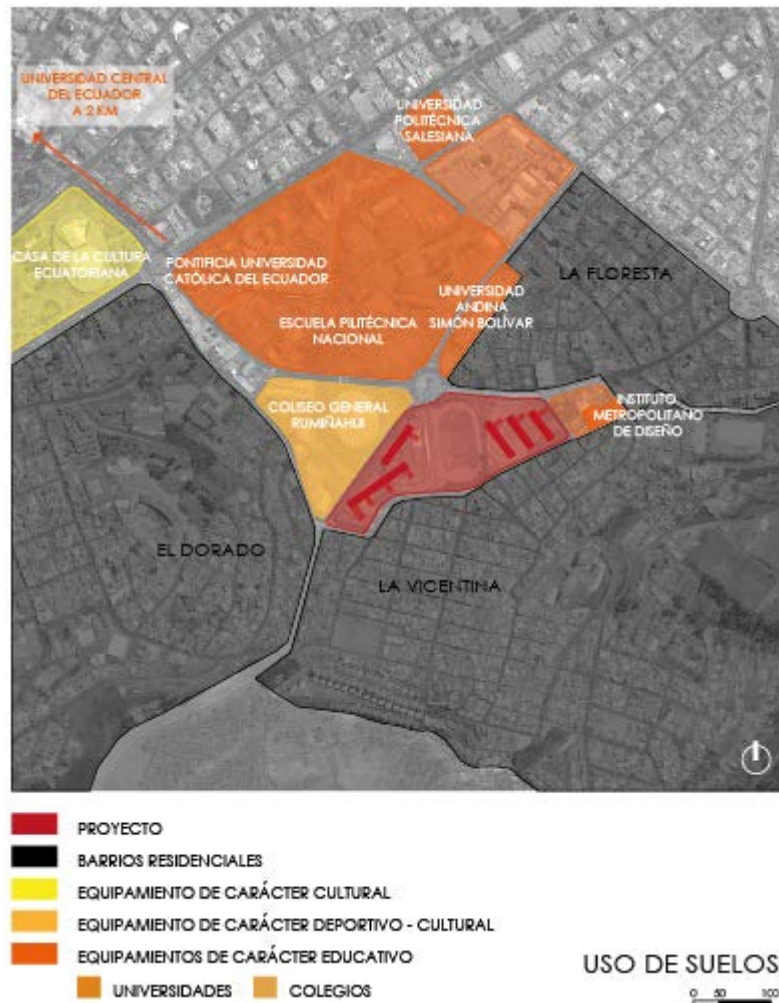 UNIVERSIDAD CENTRAL
DEL ECUADOR
A 2 KM
UNIVERSIDAD
POLITÉCNICA
SALESIANA
CASA DE LA CULTURA
ECUATORIANA
PONTIFICIA UNIVERSIDAD
CATÓLICA DEL ECUADOR
LA FLORESTA
UNIVERSIDAD
ANDINA
SIMÓN BOLÍVAR
ESCUELA PILITÉCNICA
NACIONAL
COLISEO GENERAL
RUMIÑAHUI
INSTITUTO
METROPOLITANO
DE DISEÑO
EL DORADO
LA VICENTINA
PROYECTO
BARRIOS RESIDENCIALES
EQUIPAMIENTO DE CARÁCTER CULTURAL
EQUIPAMIENTO DE CARÁCTER DEPORTIVO - CULTURAL
EQUIPAMIENTOS DE CARÁCTER EDUCATIVO
UNIVERSIDADES COLEGIOS
USO DE SUELOS
0 50 100